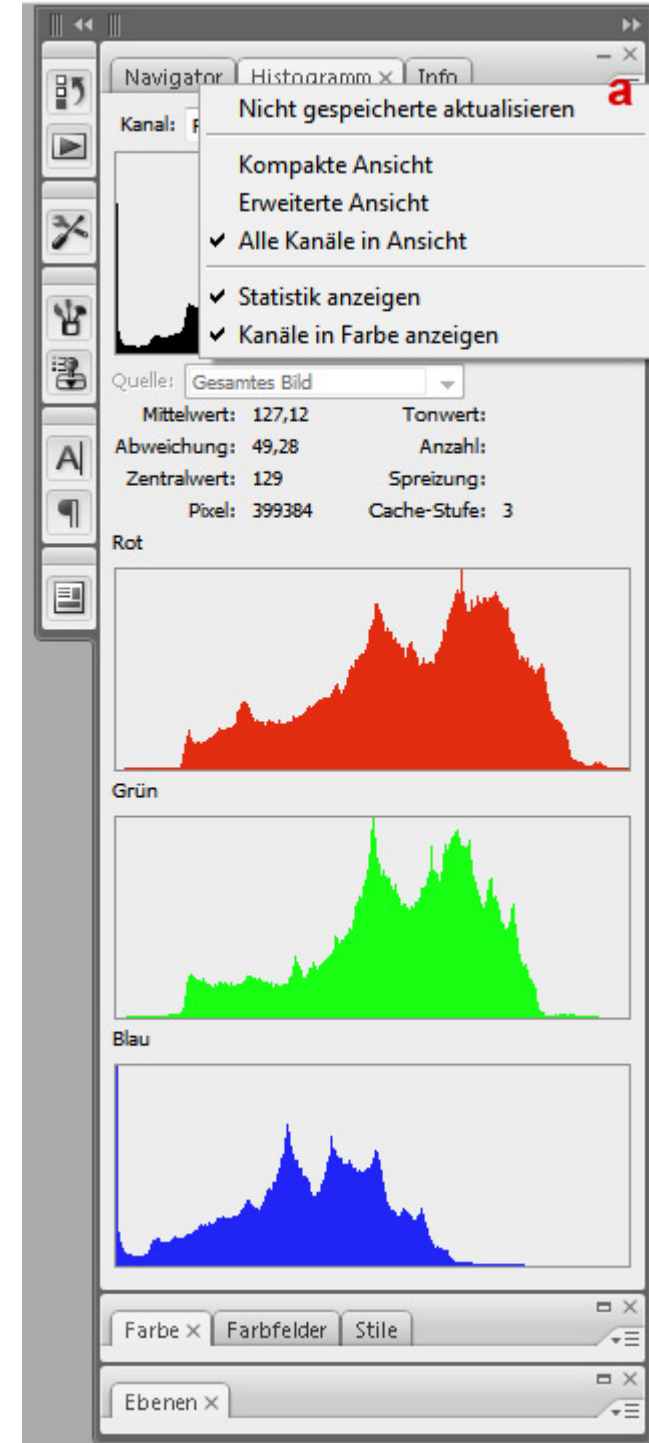 Navigator Histogramm × Info
a
Kanal:
Nicht gespeicherte aktualisieren
Kompakte Ansicht
Erweiterte Ansicht
✔ Alle Kanäle in Ansicht
✔ Statistik anzeigen
✔ Kanäle in Farbe anzeigen
Quelle: Gesamtes Bild
Mittelwert: 127,12 Tonwert:
Abweichung: 49,28 Anzahl:
Zentralwert: 129 Spreizung:
Pixel: 399384 Cache-Stufe: 3
Rot
Grün
Blau
Farbe × Farbfelder Stile
Ebenen ×